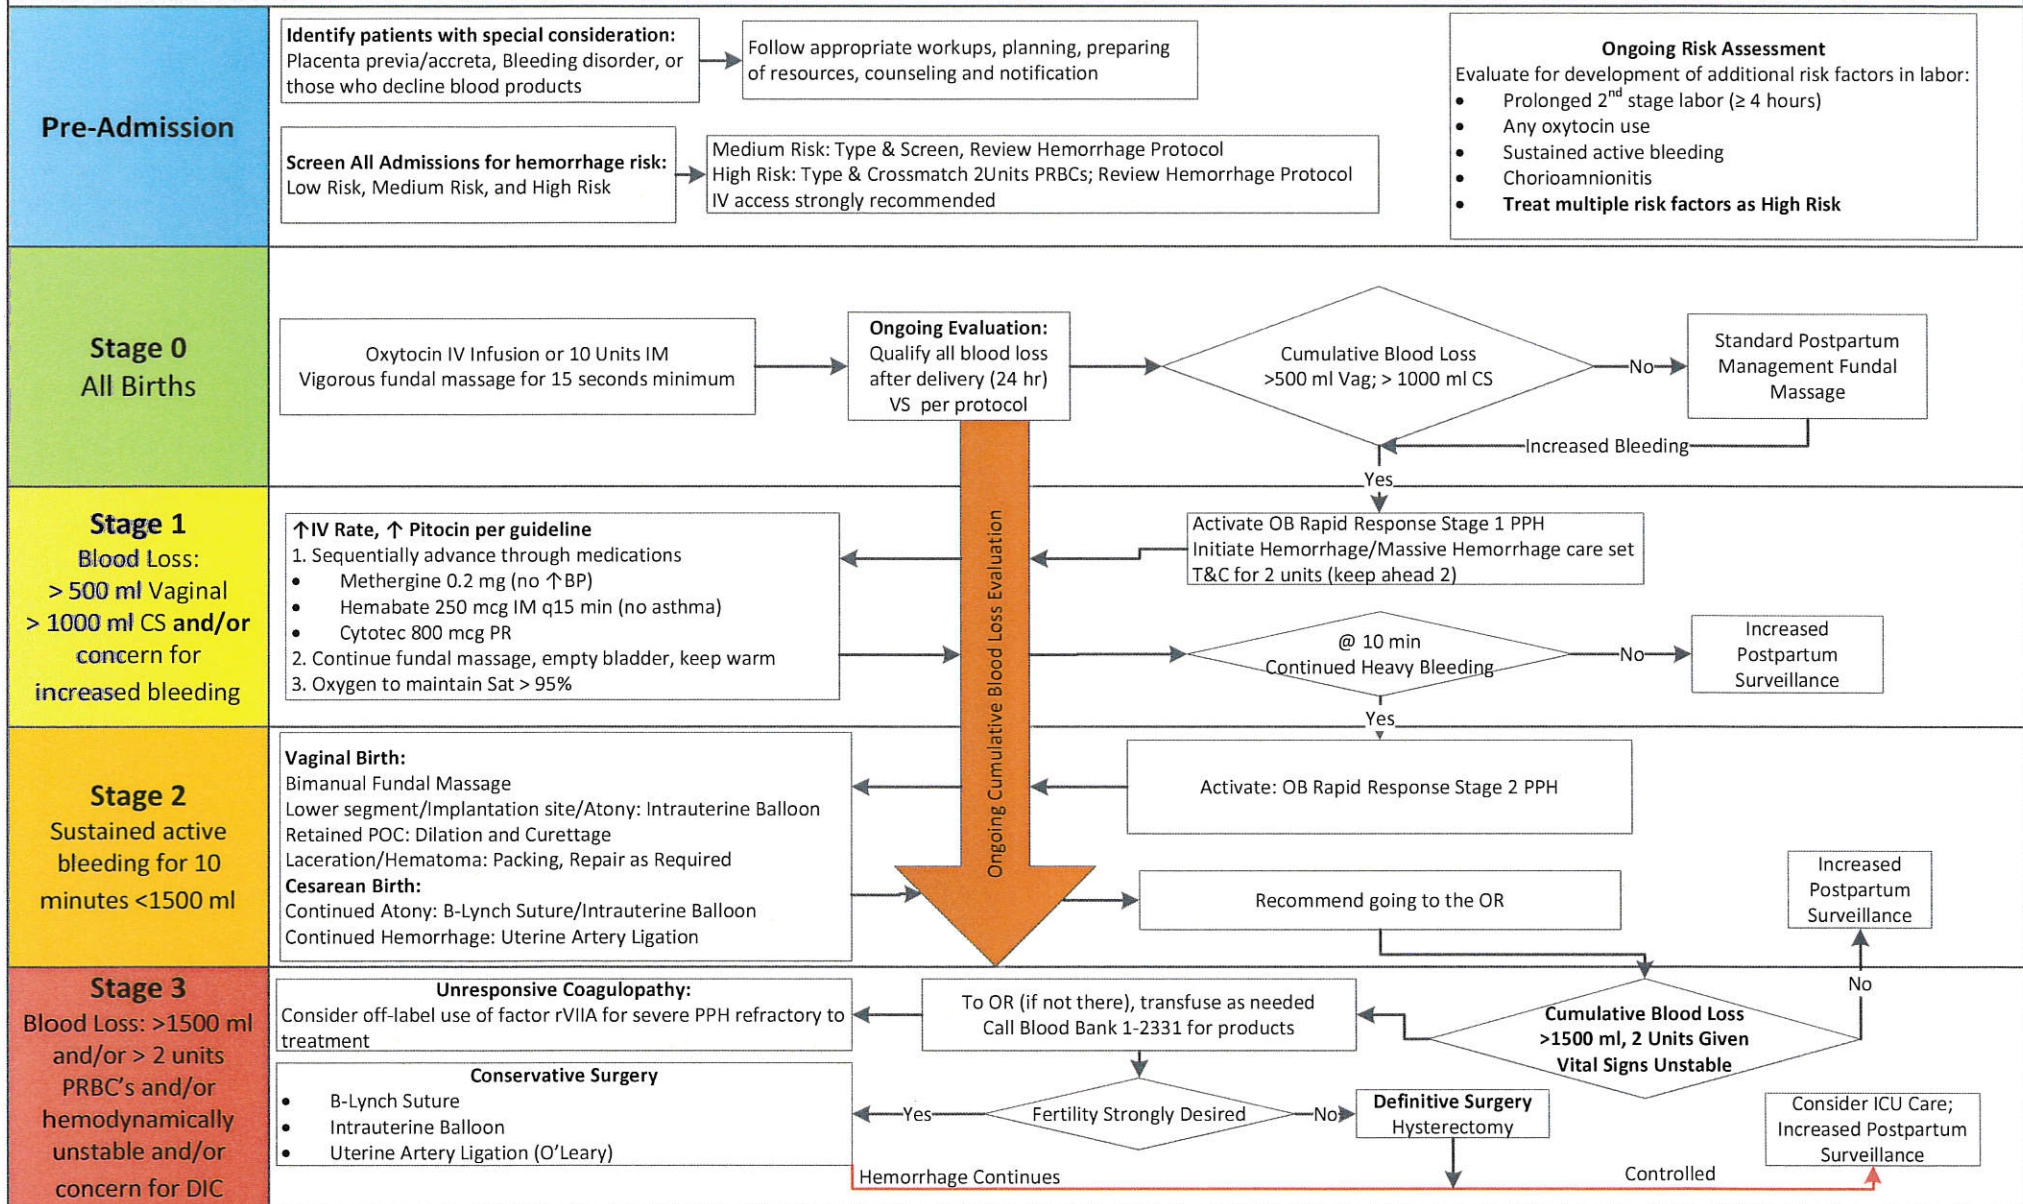 Pre-Admission
Identify patients with special consideration:
Placenta previa/accreta, Bleeding disorder, or
those who decline blood products
Follow appropriate workups, planning, preparing
of resources, counseling and notification
Screen All Admissions for hemorrhage risk:
Low Risk, Medium Risk, and High Risk
Medium Risk: Type & Screen, Review Hemorrhage Protocol
High Risk: Type & Crossmatch 2Units PRBCs; Review Hemorrhage Protocol
IV access strongly recommended
Ongoing Risk Assessment
Evaluate for development of additional risk factors in labor:
• Prolonged 2nd stage labor (≥ 4 hours)
• Any oxytocin use
• Sustained active bleeding
• Chorioamnionitis
• Treat multiple risk factors as High Risk
Stage 0
All Births
Oxytocin IV Infusion or 10 Units IM
Vigorous fundal massage for 15 seconds minimum
Ongoing Evaluation:
Qualify all blood loss
after delivery (24 hr)
VS per protocol
Cumulative Blood Loss
>500 ml Vag; > 1000 ml CS
No
Standard Postpartum
Management Fundal
Massage
Increased Bleeding
Yes
Ongoing Cumulative Blood Loss Evaluation
Stage 1
Blood Loss:
> 500 ml Vaginal
> 1000 ml CS and/or
concern for
increased bleeding
↑IV Rate, ↑ Pitocin per guideline
1. Sequentially advance through medications
• Methergine 0.2 mg (no ↑BP)
• Hemabate 250 mcg IM q15 min (no asthma)
• Cytotec 800 mcg PR
2. Continue fundal massage, empty bladder, keep warm
3. Oxygen to maintain Sat > 95%
Activate OB Rapid Response Stage 1 PPH
Initiate Hemorrhage/Massive Hemorrhage care set
T&C for 2 units (keep ahead 2)
@ 10 min
Continued Heavy Bleeding
No
Increased
Postpartum
Surveillance
Yes
Stage 2
Sustained active
bleeding for 10
minutes <1500 ml
Vaginal Birth:
Bimanual Fundal Massage
Lower segment/Implantation site/Atony: Intrauterine Balloon
Retained POC: Dilation and Curettage
Laceration/Hematoma: Packing, Repair as Required
Cesarean Birth:
Continued Atony: B-Lynch Suture/Intrauterine Balloon
Continued Hemorrhage: Uterine Artery Ligation
Activate: OB Rapid Response Stage 2 PPH
Recommend going to the OR
Increased
Postpartum
Surveillance
No
Stage 3
Blood Loss: >1500 ml
and/or > 2 units
PRBC's and/or
hemodynamically
unstable and/or
concern for DIC
Unresponsive Coagulopathy:
Consider off-label use of factor rVIIA for severe PPH refractory to
treatment
To OR (if not there), transfuse as needed
Call Blood Bank 1-2331 for products
Cumulative Blood Loss
>1500 ml, 2 Units Given
Vital Signs Unstable
Conservative Surgery
• B-Lynch Suture
• Intrauterine Balloon
• Uterine Artery Ligation (O'Leary)
Yes
Fertility Strongly Desired
No
Definitive Surgery
Hysterectomy
Consider ICU Care;
Increased Postpartum
Surveillance
Hemorrhage Continues
Controlled